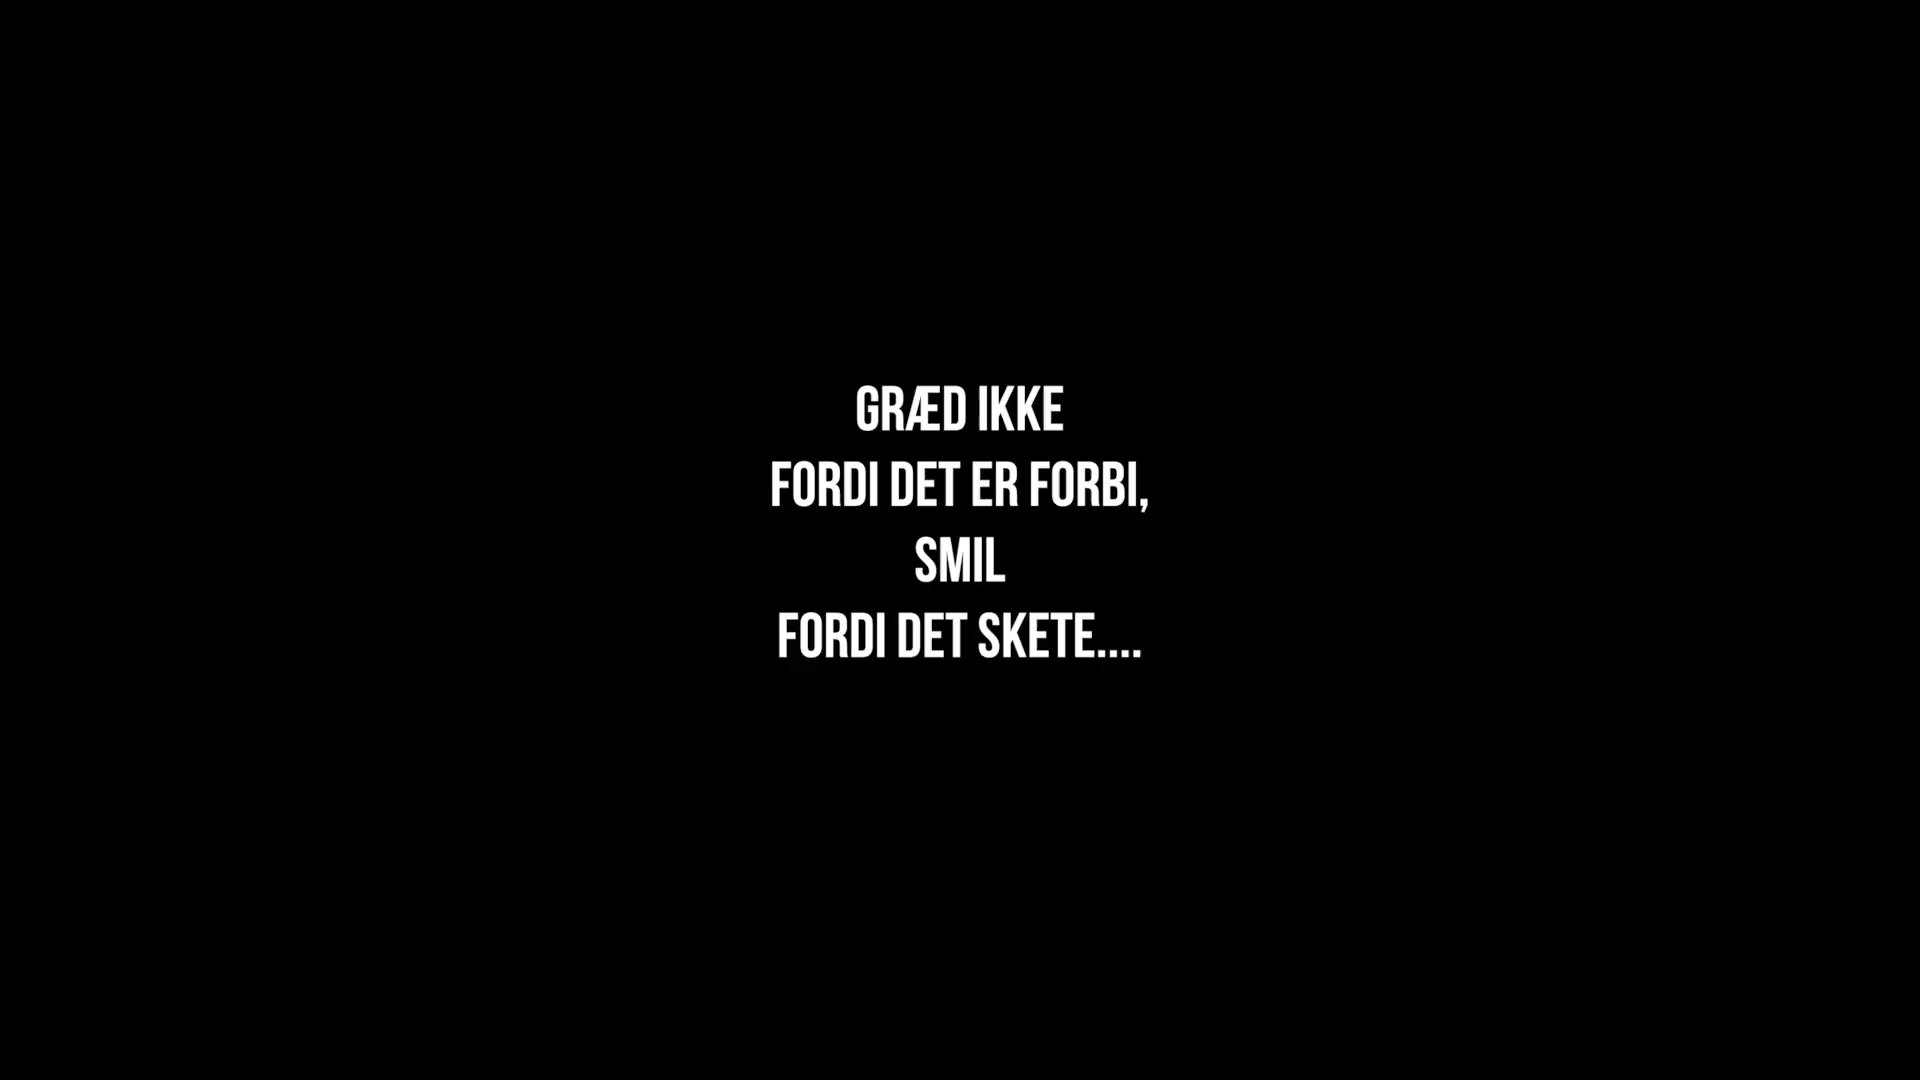 GRÆD IKKE
FORDI DET ER FORBI,
SMIL
FORDI DET SKETE....